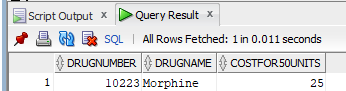 Script Output x Query Result x
SQL | All Rows Fetched: 1 in 0.011 seconds
DRUGNUMBER DRUGNAME COSTFOR50UNITS
1 10223 Morphine 25